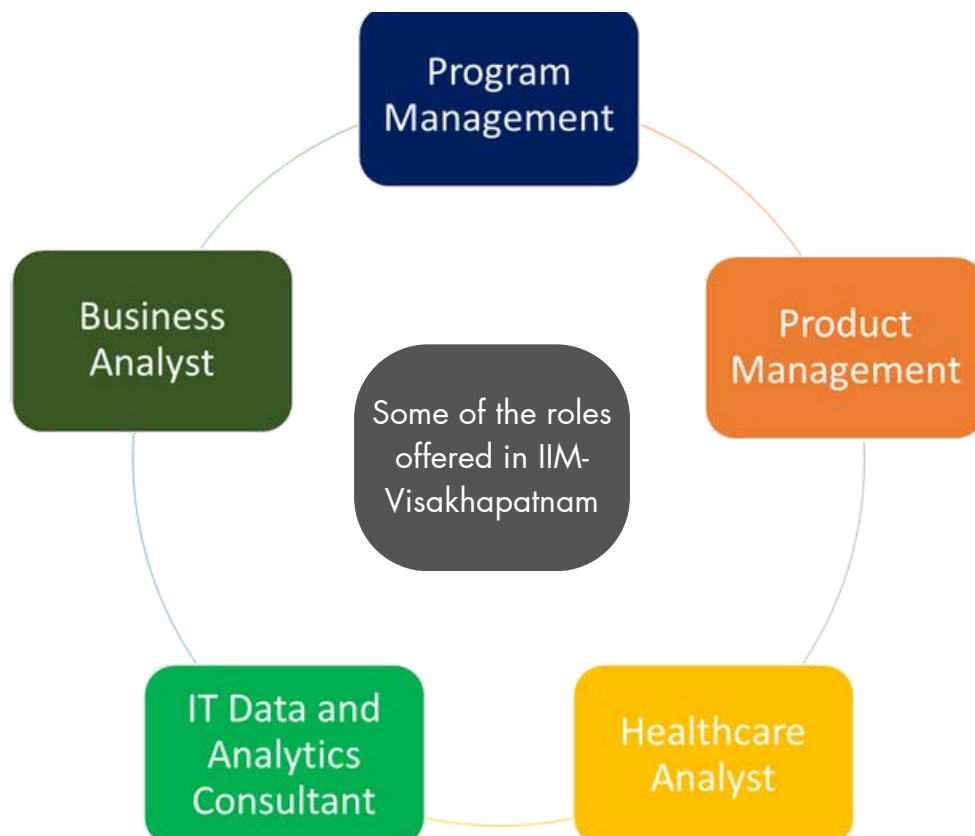 Program
Management
Business
Analyst
Product
Management
Some of the roles
offered in IIM-
Visakhapatnam
IT Data and
Analytics
Consultant
Healthcare
Analyst